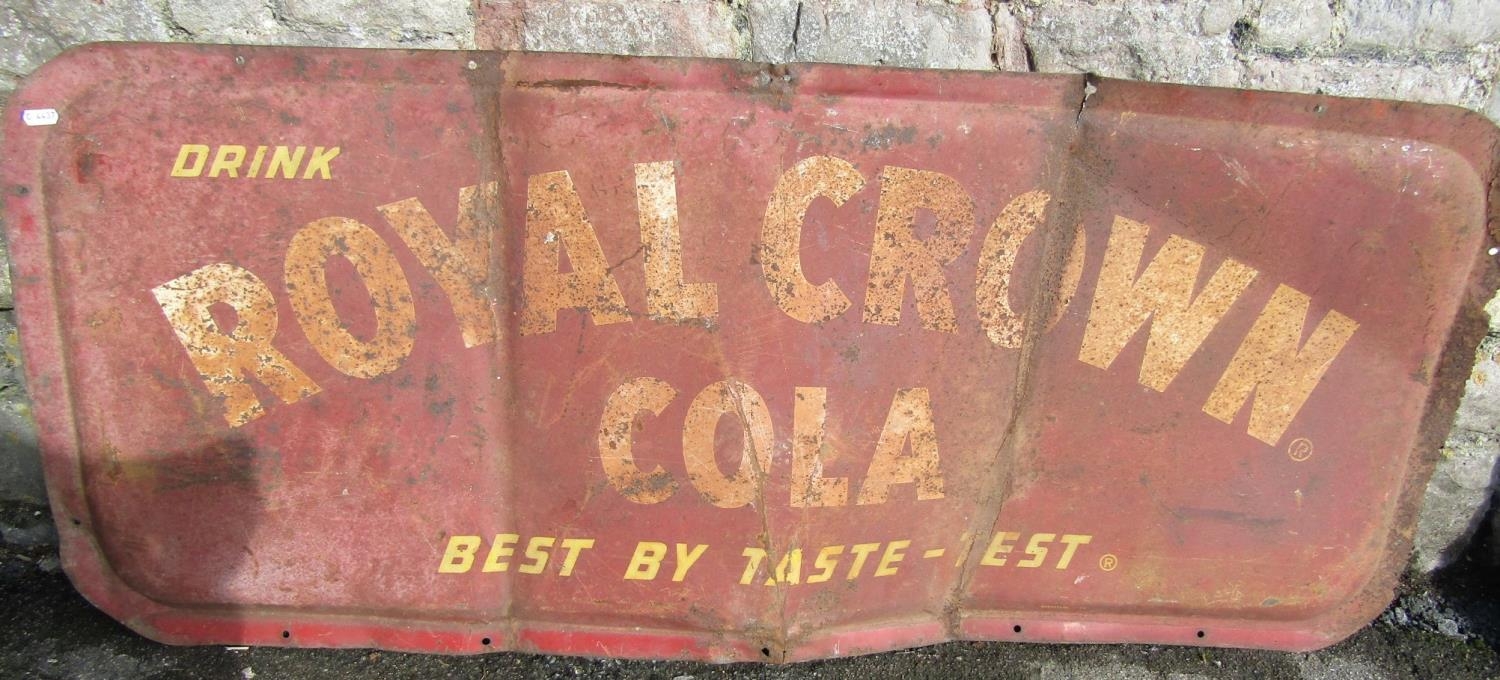 DRINK
ROYAL CROWN ®
COLA
BEST BY TASTE-TEST ®